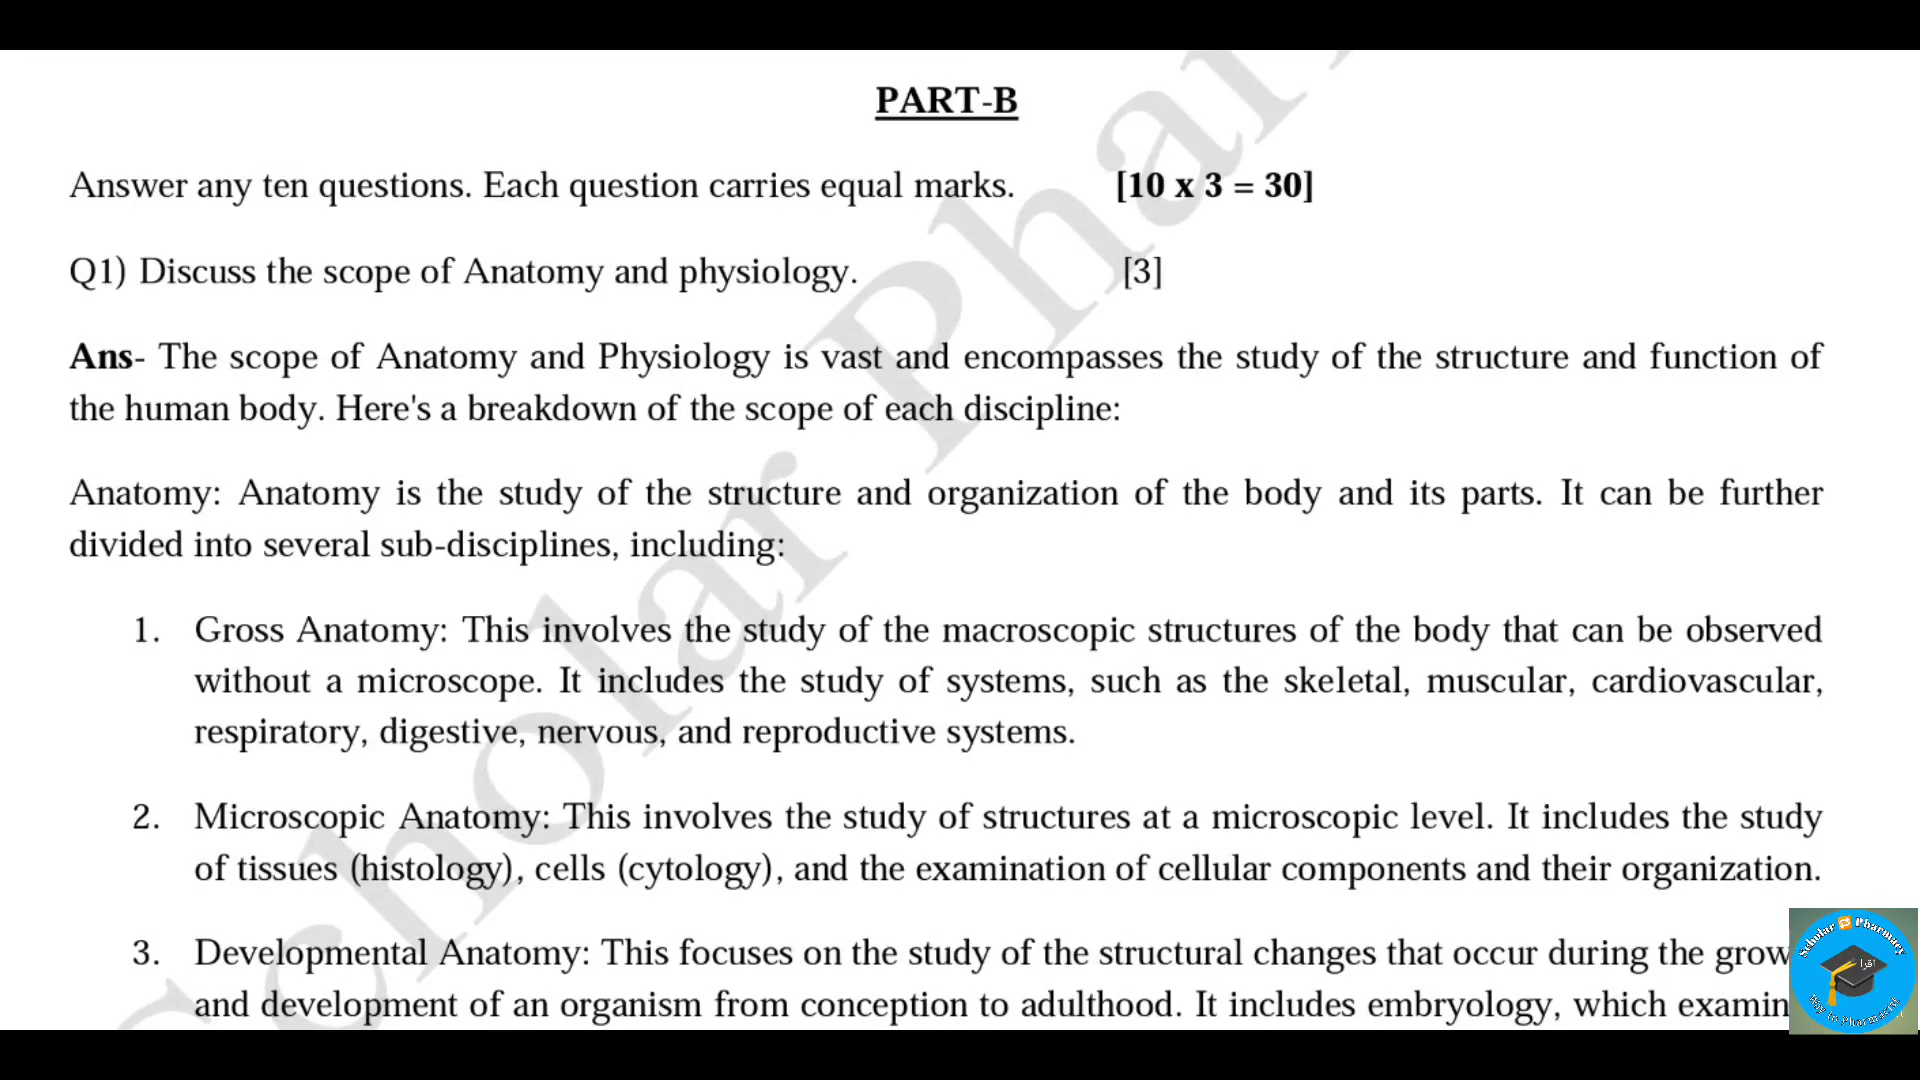 PART-B
Answer any ten questions. Each question carries equal marks. [10 x 3 = 30]
Q1) Discuss the scope of Anatomy and physiology. [3]
Ans- The scope of Anatomy and Physiology is vast and encompasses the study of the structure and function of
the human body. Here's a breakdown of the scope of each discipline:
Anatomy: Anatomy is the study of the structure and organization of the body and its parts. It can be further
divided into several sub-disciplines, including:
1. Gross Anatomy: This involves the study of the macroscopic structures of the body that can be observed
without a microscope. It includes the study of systems, such as the skeletal, muscular, cardiovascular,
respiratory, digestive, nervous, and reproductive systems.
2. Microscopic Anatomy: This involves the study of structures at a microscopic level. It includes the study
of tissues (histology), cells (cytology), and the examination of cellular components and their organization.
3. Developmental Anatomy: This focuses on the study of the structural changes that occur during the grow
and development of an organism from conception to adulthood. It includes embryology, which examin
Scholar Phar
Scholar Pharmacy
اقرا